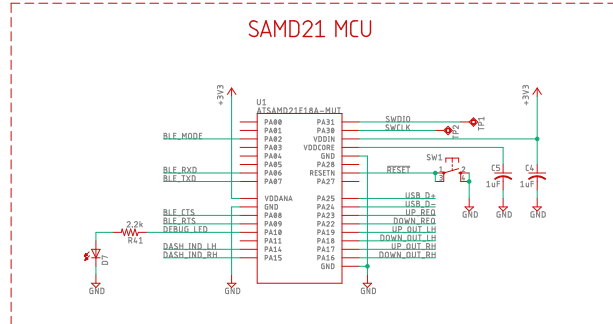 SAMD21 MCU
+3V3
+3V3
U1
ATSAMD21E18A-MUT
PA00
PA01
BLE_MODE PA02
PA03
PA04
PA05
BLE_RXD PA06
BLE_TXD PA07
VDDANA
GND
BLE_CTS PA08
BLE_RTS PA09
DEBUG_LED PA10
PA11
DASH_IND_LH PA14
DASH_IND_RH PA15
PA31 SWDIO TP1
PA30 SWCLK TP2
VDDIN
VDDCORE
GND
PA28
RESETN RESET
PA27
PA25 USB_D+
PA24 USB_D-
PA23 UP_REQ
PA22 DOWN_REQ
PA19 UP_OUT_LH
PA18 DOWN_OUT_LH
PA17 UP_OUT_RH
PA16 DOWN_OUT_RH
GND
SW1
1 2
3 4
C5
1uF
C4
1uF
GND
GND
GND
2.2k
R41
D7
GND
GND
GND